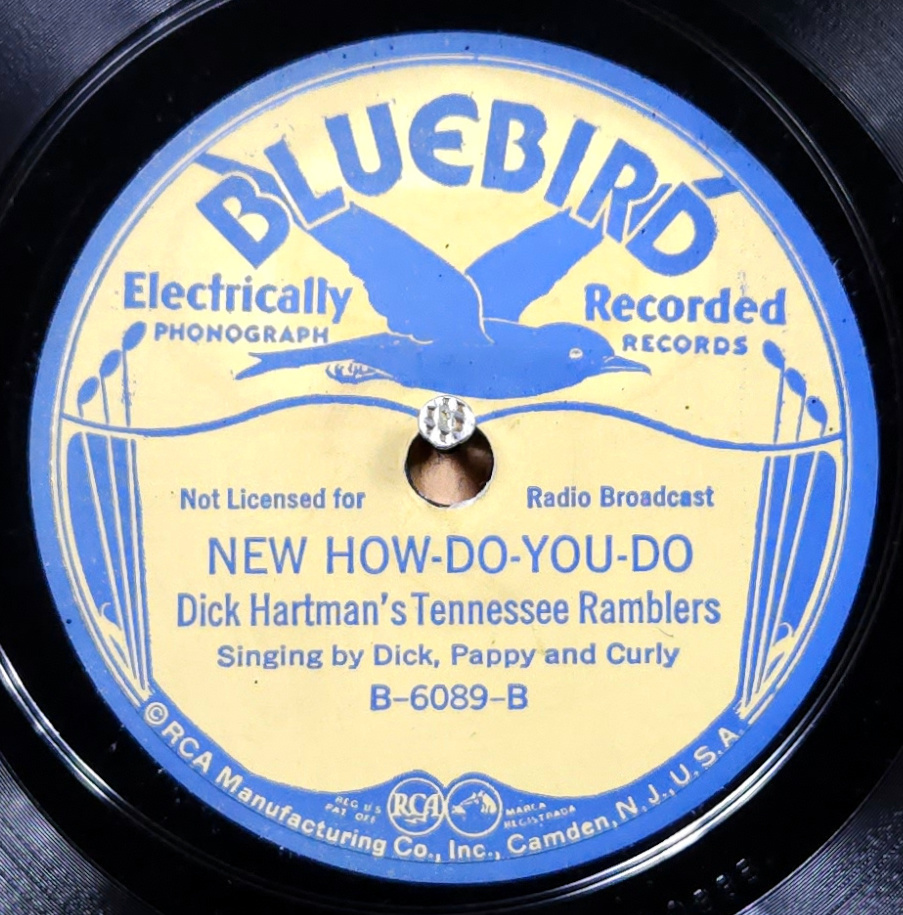 BLUEBIRD
Electrically Recorded
PHONOGRAPH RECORDS
Not Licensed for Radio Broadcast
NEW HOW-DO-YOU-DO
Dick Hartman's Tennessee Ramblers
Singing by Dick, Pappy and Curly
B-6089-B
REG. U.S. PAT. OFF.
RCA
MARCA REGISTRADA
© RCA Manufacturing Co., Inc., Camden, N. J., U. S. A.